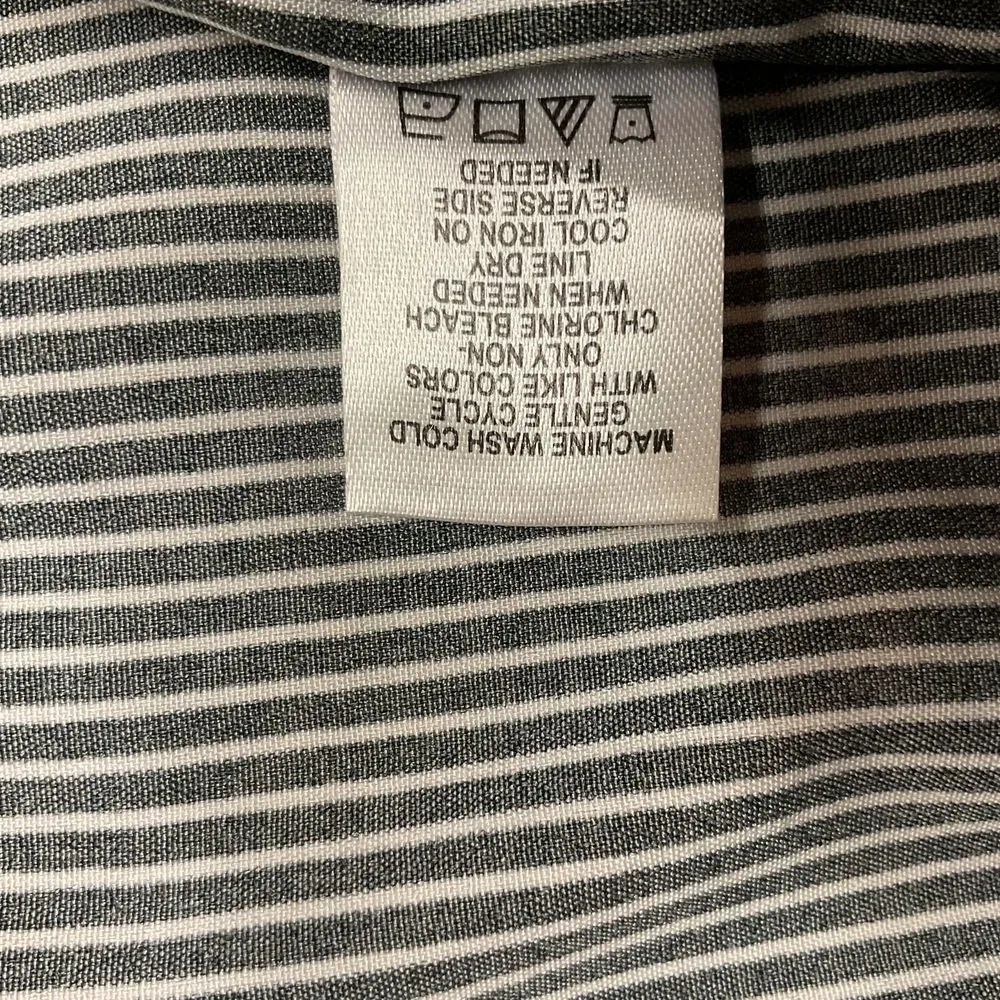 MACHINE WASH COLD
GENTLE CYCLE
WITH LIKE COLORS
ONLY NON-
CHLORINE BLEACH
WHEN NEEDED
LINE DRY
COOL IRON ON
REVERSE SIDE
IF NEEDED